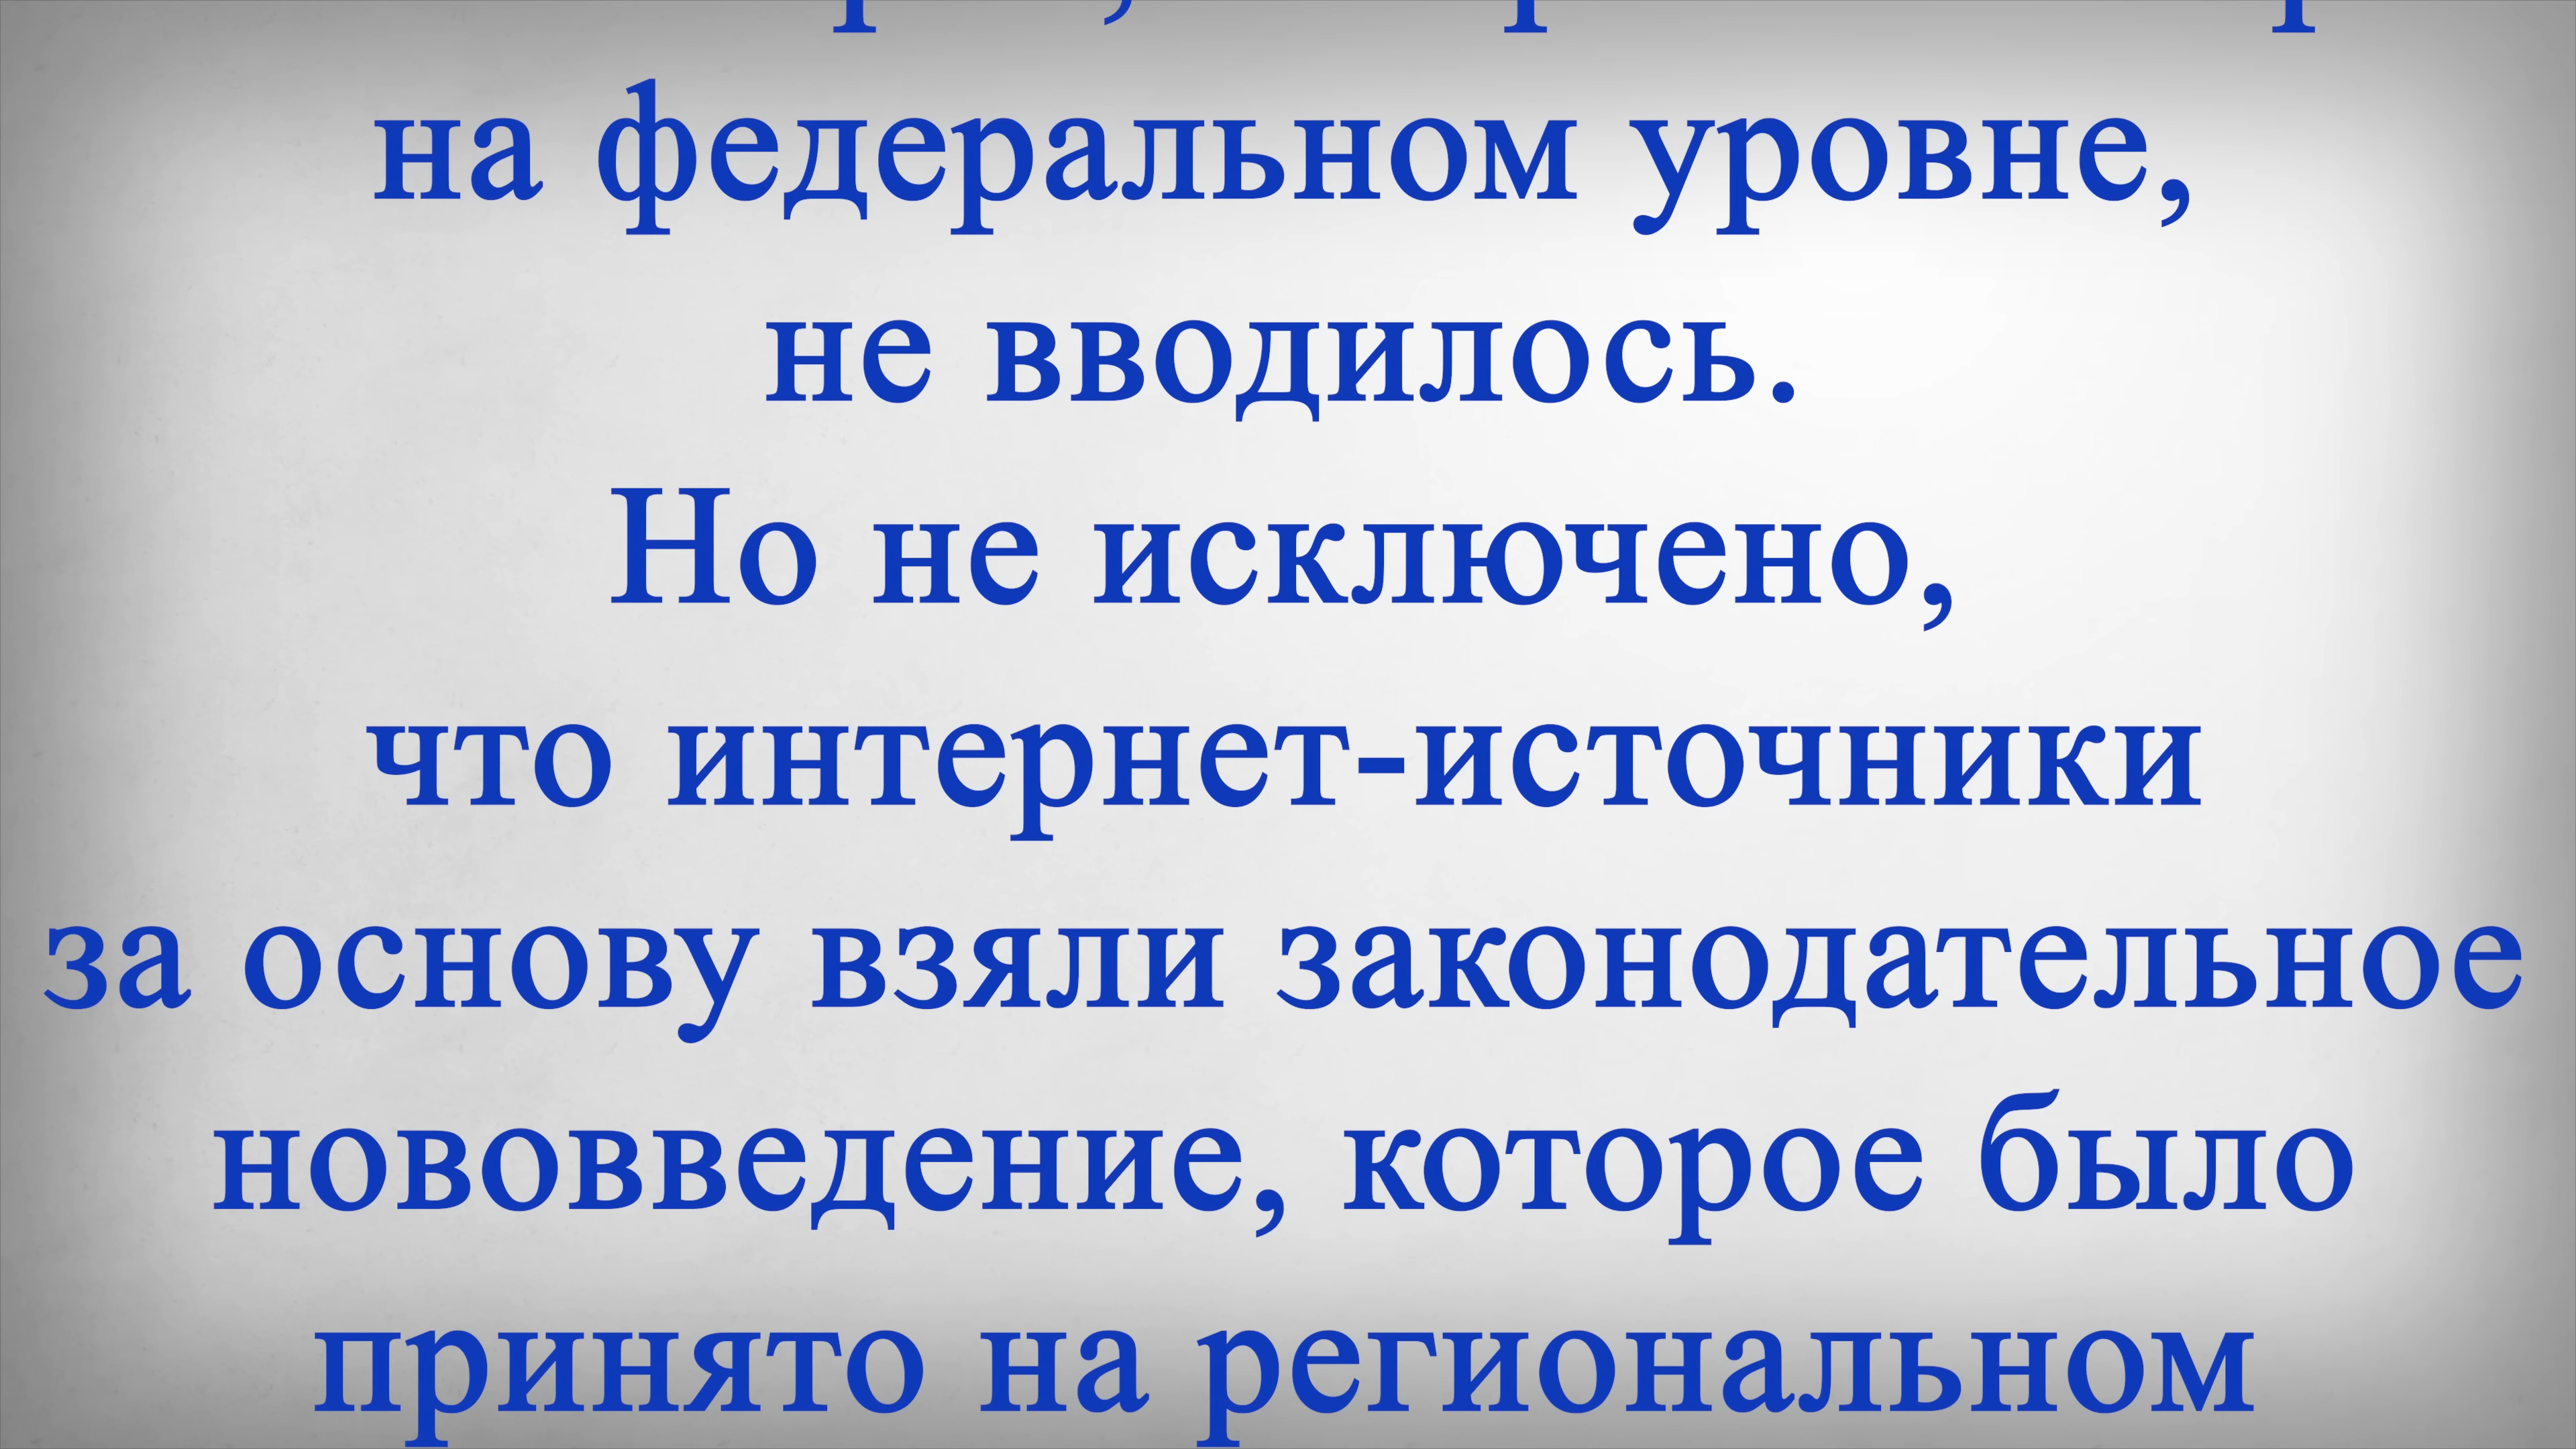 на федеральном уровне,
не вводилось.
Но не исключено,
что интернет-источники
за основу взяли законодательное
нововведение, которое было
принято на региональном